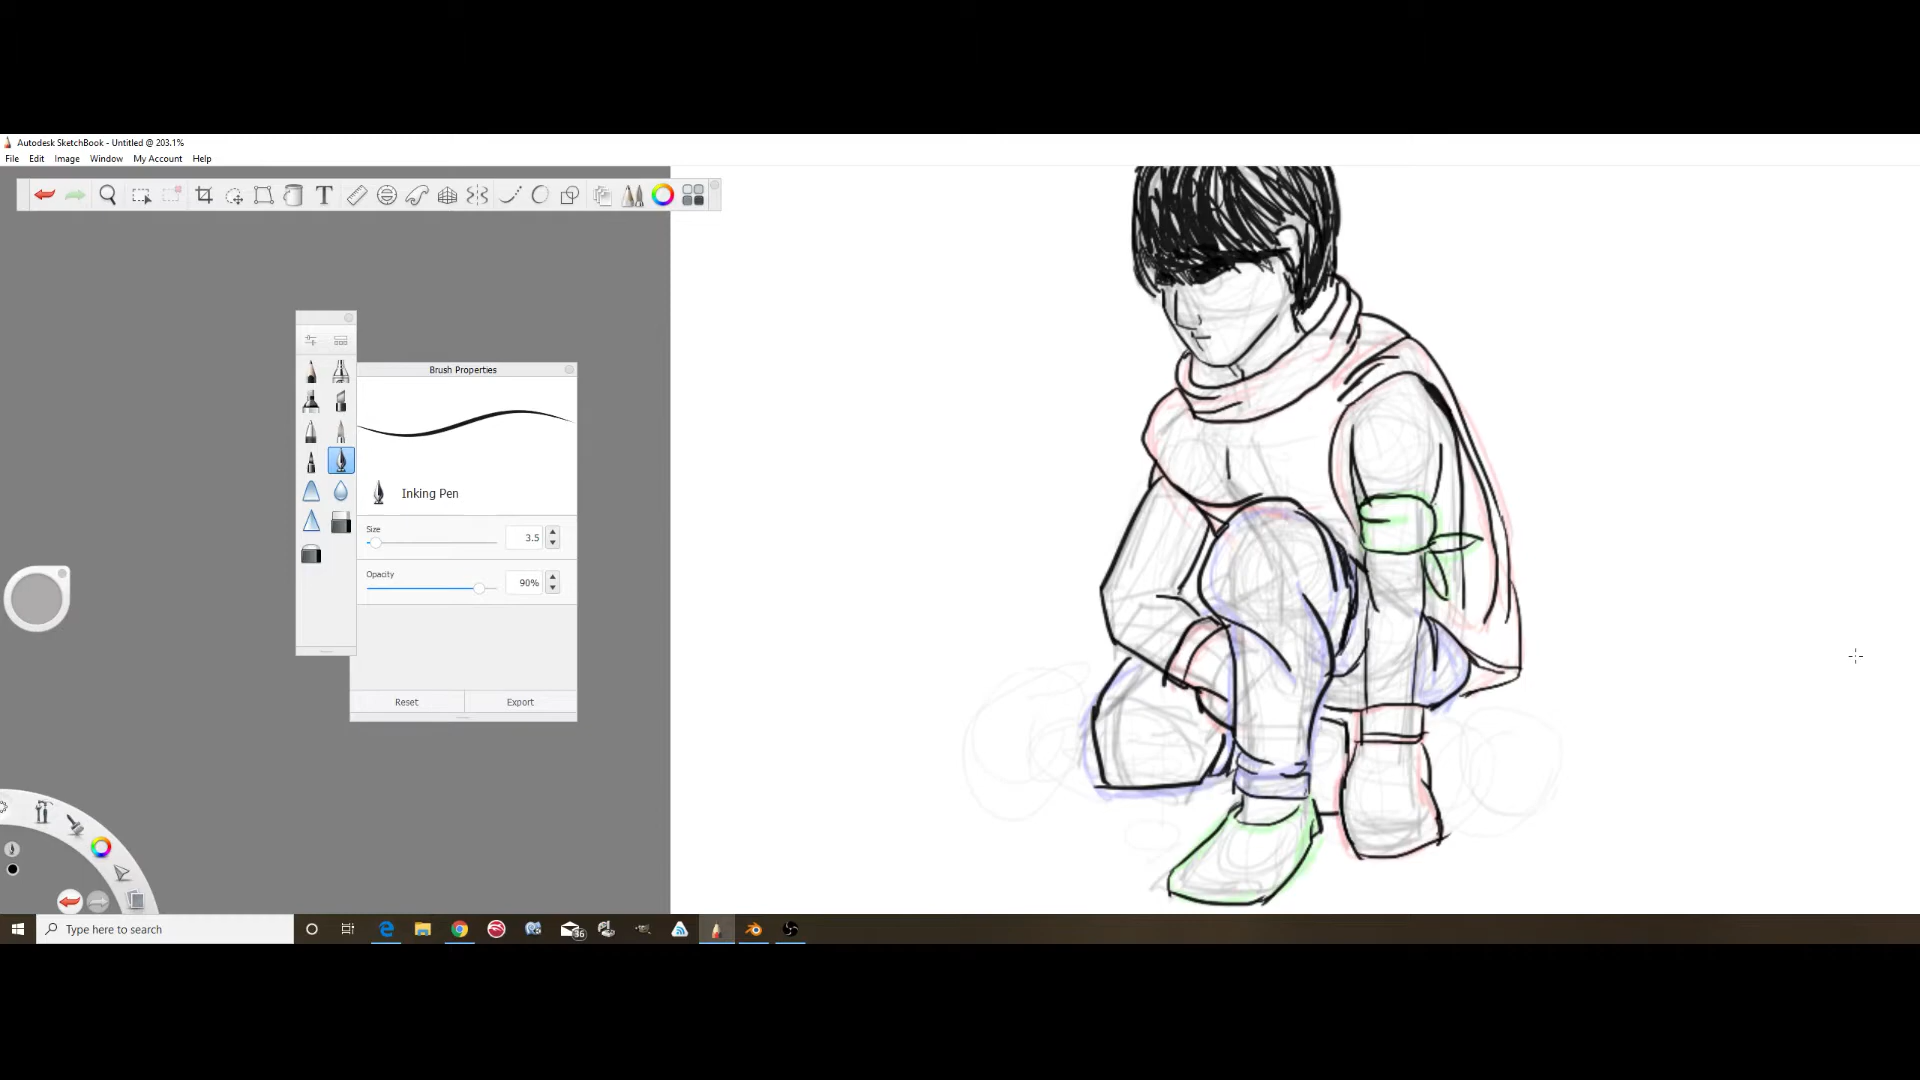 Autodesk SketchBook - Untitled @ 203.1%
File Edit Image Window My Account Help
T
Brush Properties
Inking Pen
Size
3.5
Opacity
90%
Reset Export
Type here to search
36